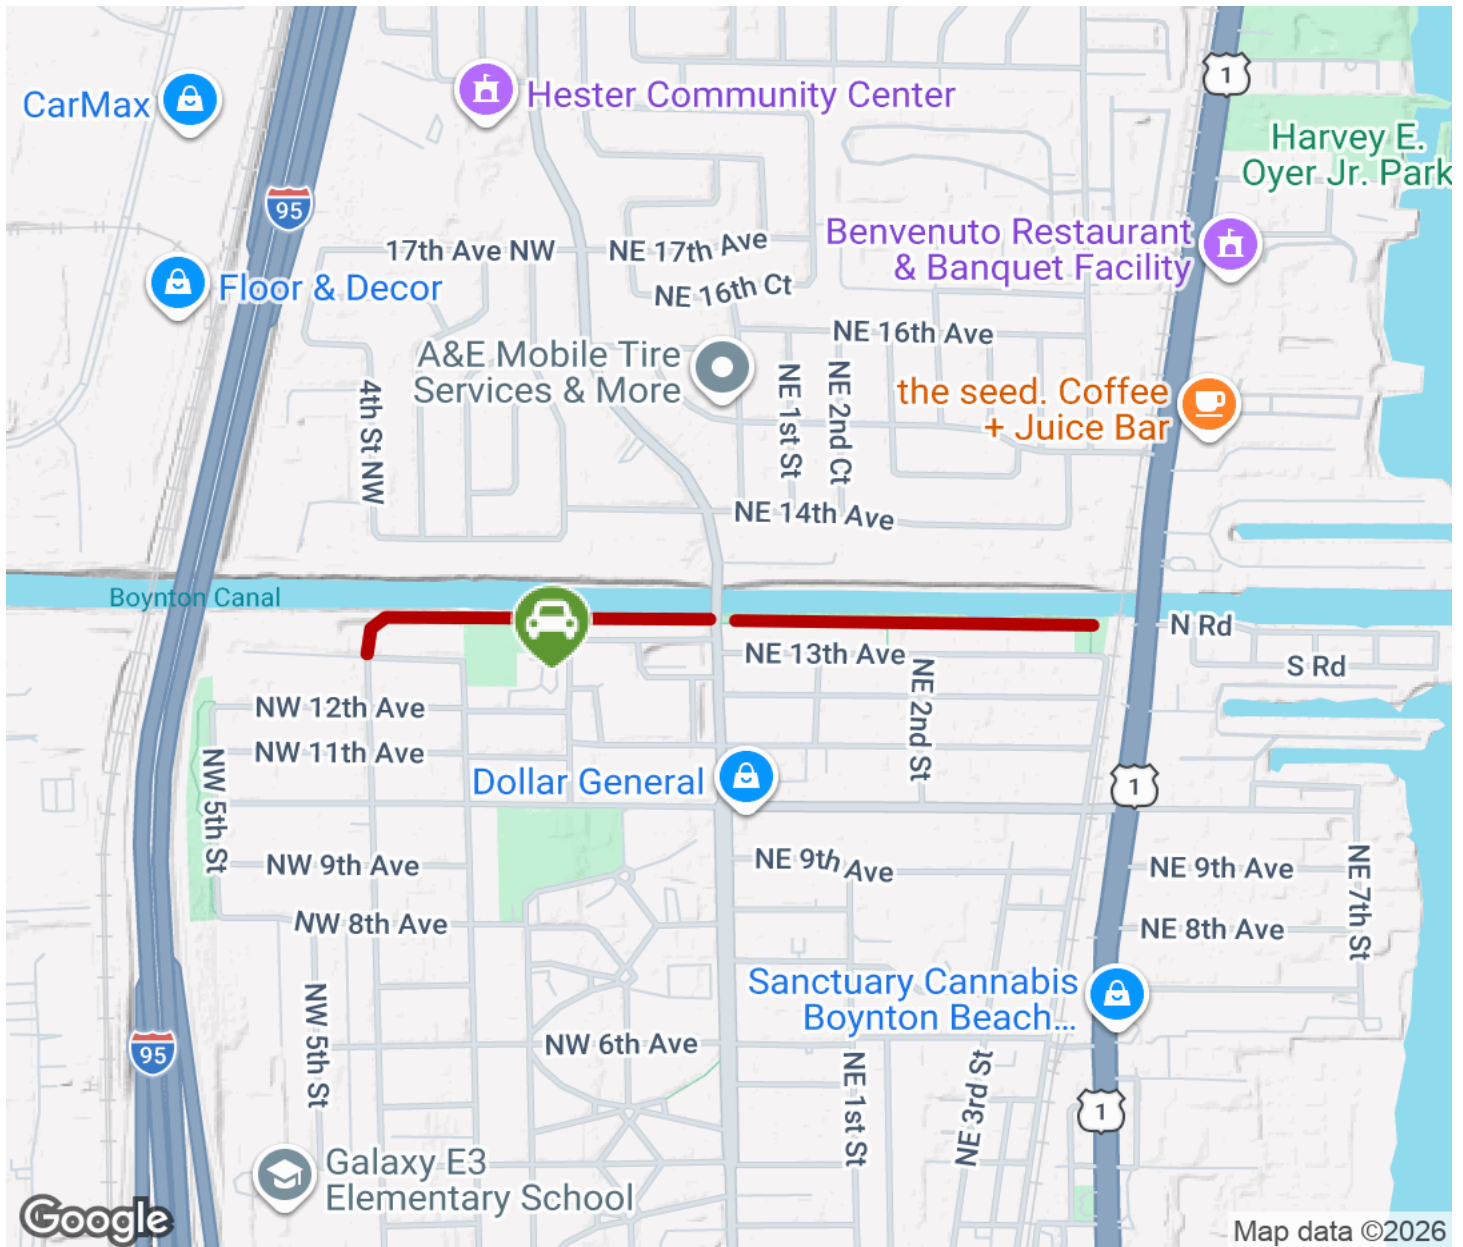 1
CarMax
Hester Community Center
Harvey E.
Oyer Jr. Park
95
17th Ave NW
NE 17th Ave
Benvenuto Restaurant
& Banquet Facility
Floor & Decor
NE 16th Ct
NE 16th Ave
A&E Mobile Tire
Services & More
4th St NW
NE 1st St
NE 2nd Ct
the seed. Coffee
+ Juice Bar
NE 14th Ave
Boynton Canal
N Rd
NE 13th Ave
S Rd
NE 2nd St
NW 12th Ave
NW 11th Ave
NW 5th St
Dollar General
1
NW 9th Ave
NE 9th Ave
NE 9th Ave
NE 7th St
NW 8th Ave
NE 8th Ave
Sanctuary Cannabis
Boynton Beach...
NW 5th St
95
NW 6th Ave
NE 1st St
NE 3rd St
1
Galaxy E3
Elementary School
Google
Map data ©2026